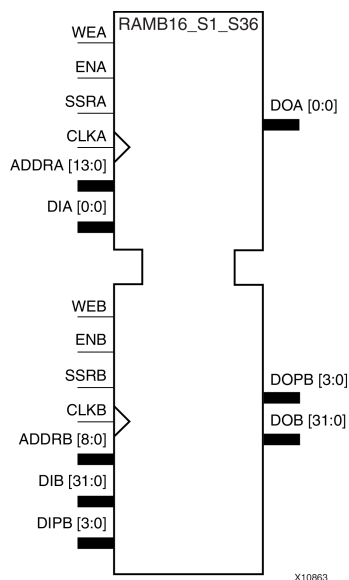 RAMB16_S1_S36
WEA
ENA
SSRA
DOA [0:0]
CLKA
ADDRA [13:0]
DIA [0:0]
WEB
ENB
SSRB
DOPB [3:0]
CLKB
DOB [31:0]
ADDRB [8:0]
DIB [31:0]
DIPB [3:0]
X10863